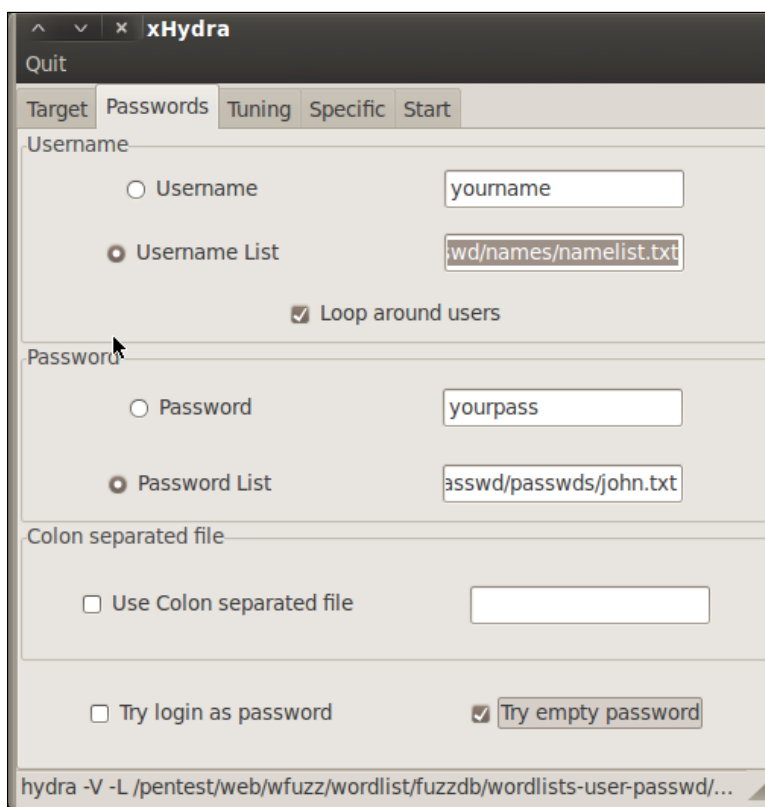 xHydra
Quit
Target Passwords Tuning Specific Start
Username
Username yourname
Username List swd/names/namelist.txt
Loop around users
Password
Password yourpass
Password List asswd/passwds/john.txt
Colon separated file
Use Colon separated file
Try login as password Try empty password
hydra -V -L /pentest/web/wfuzz/wordlist/fuzzdb/wordlists-user-passwd/...